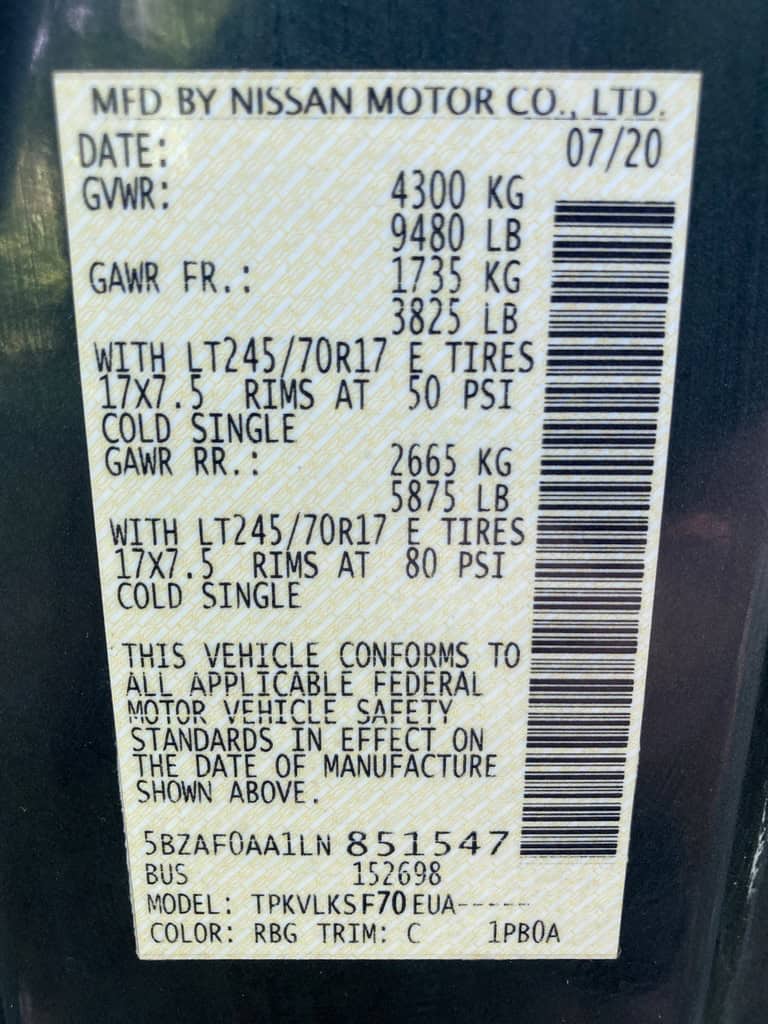 MFD BY NISSAN MOTOR CO., LTD.
DATE: 07/20
GVWR: 4300 KG
9480 LB
GAWR FR.: 1735 KG
3825 LB
WITH LT245/70R17 E TIRES
17X7.5 RIMS AT 50 PSI
COLD SINGLE
GAWR RR.: 2665 KG
5875 LB
WITH LT245/70R17 E TIRES
17X7.5 RIMS AT 80 PSI
COLD SINGLE
THIS VEHICLE CONFORMS TO
ALL APPLICABLE FEDERAL
MOTOR VEHICLE SAFETY
STANDARDS IN EFFECT ON
THE DATE OF MANUFACTURE
SHOWN ABOVE.
5BZAF0AA1LN 851547
BUS 152698
MODEL: TPKVLKSF70EUA-----
COLOR: RBG TRIM: C 1PB0A